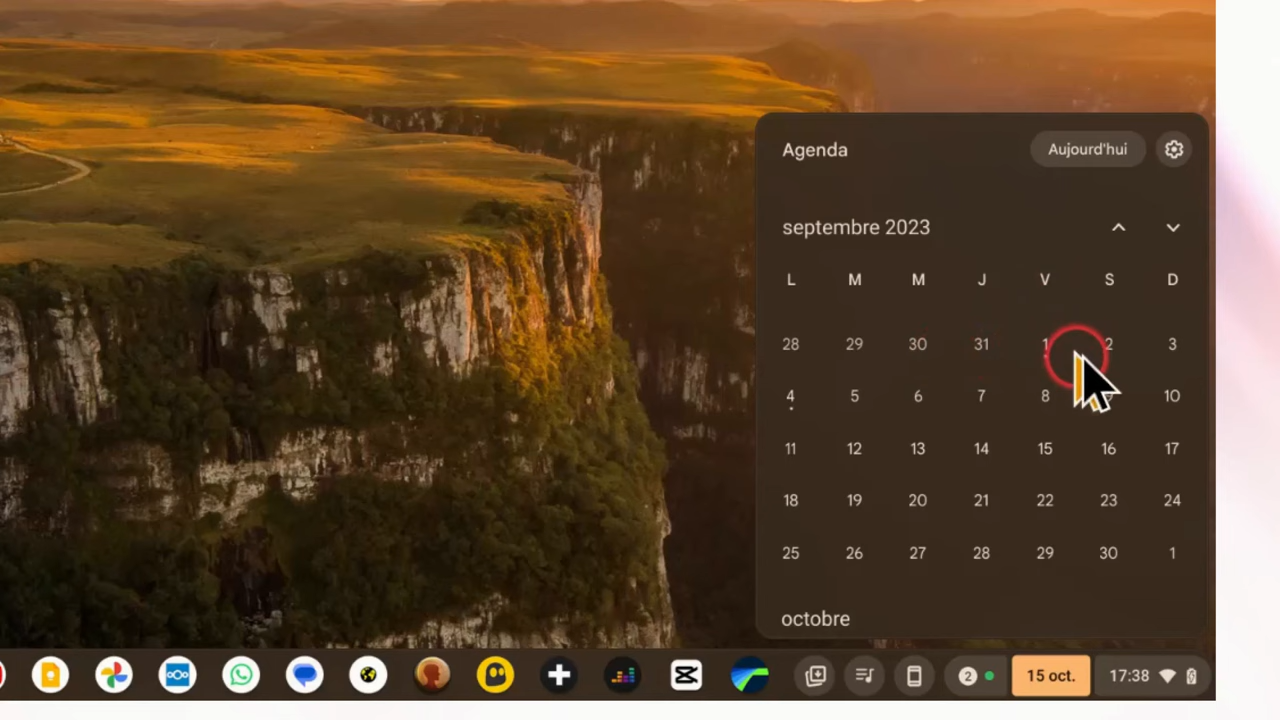 Agenda Aujourd'hui
septembre 2023
L M M J V S D
28 29 30 31 1 2 3
4 5 6 7 8 9 10
11 12 13 14 15 16 17
18 19 20 21 22 23 24
25 26 27 28 29 30 1
octobre
2 15 oct. 17:38